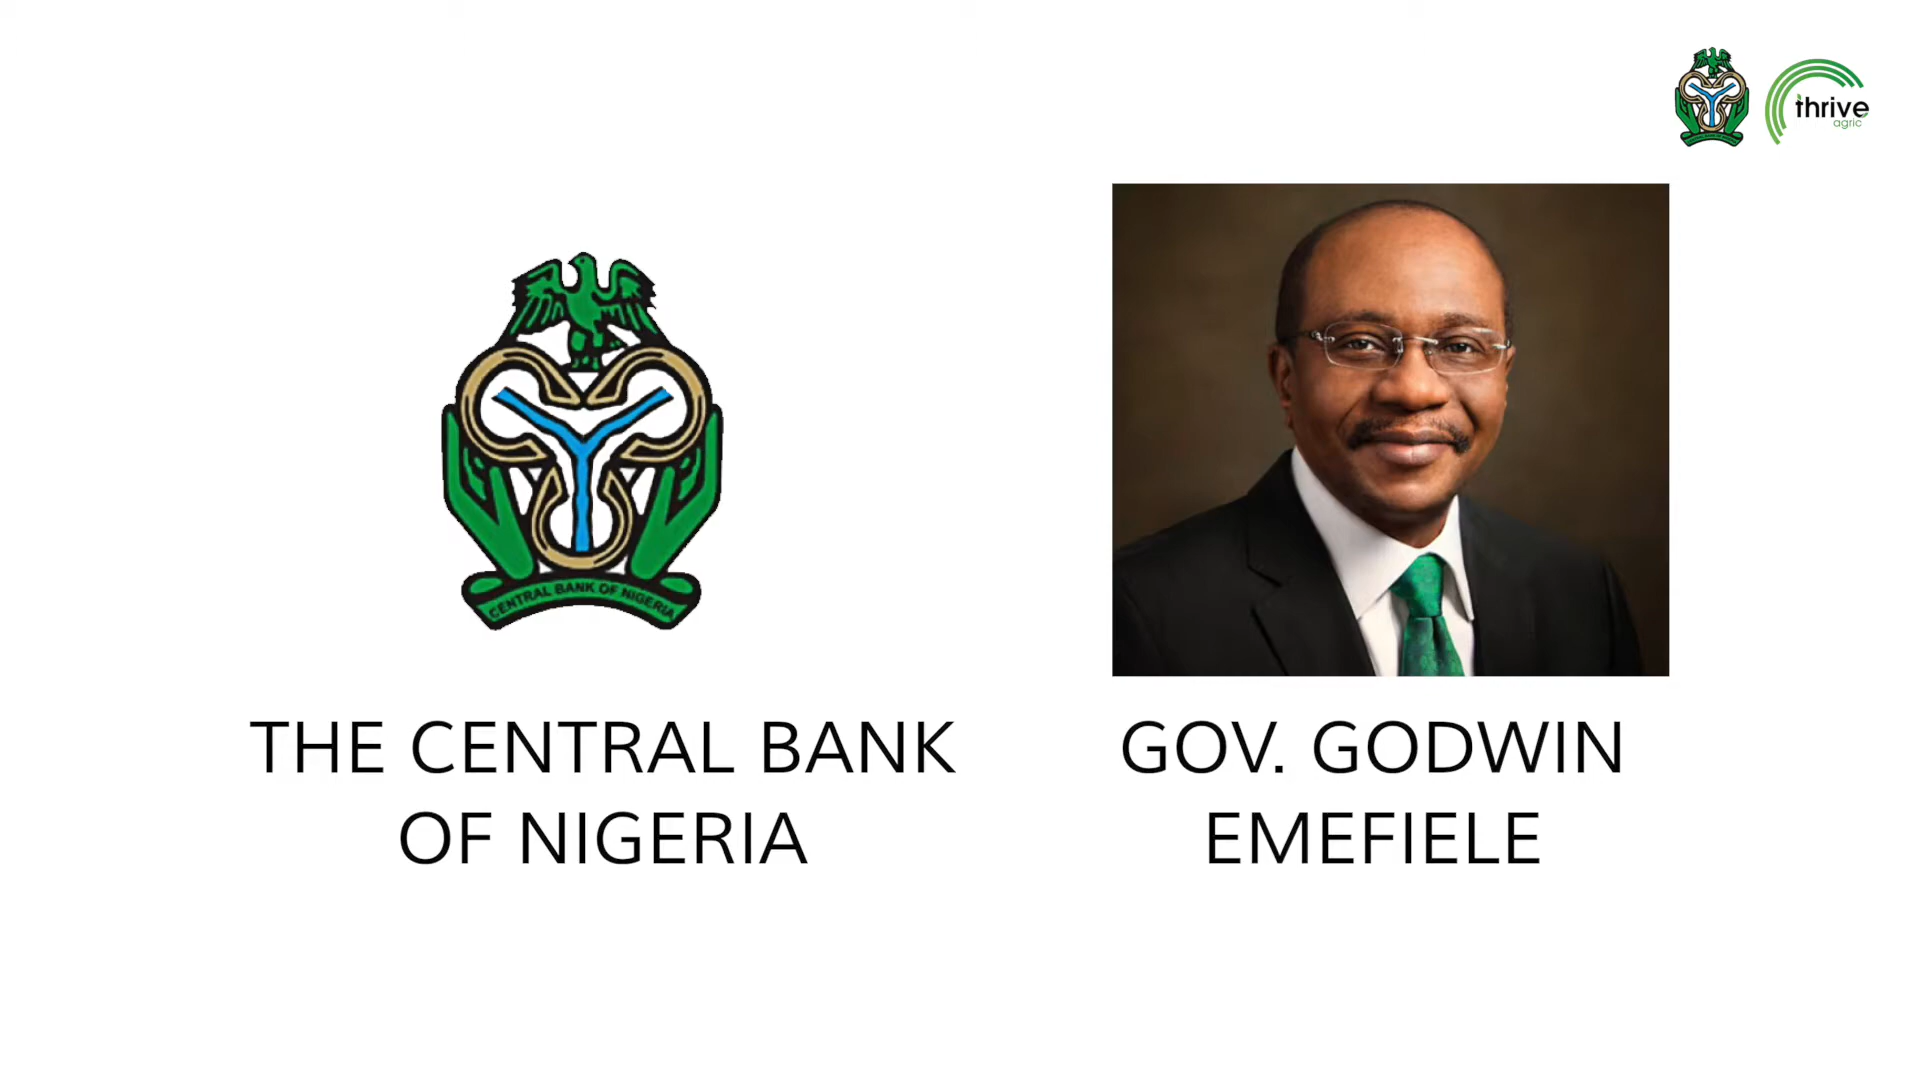 thrive
agric
CENTRAL BANK OF NIGERIA
THE CENTRAL BANK
OF NIGERIA
GOV. GODWIN
EMEFIELE